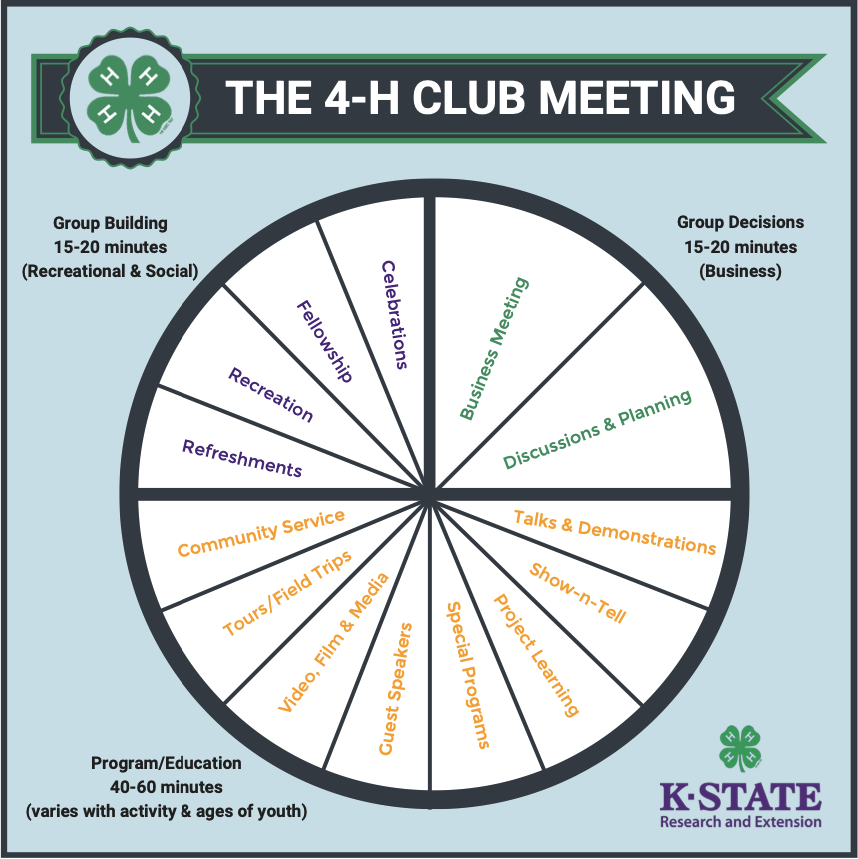 H H
H H
THE 4-H CLUB MEETING
Group Building
15-20 minutes
(Recreational & Social)
Group Decisions
15-20 minutes
(Business)
Celebrations
Fellowship
Recreation
Refreshments
Business Meeting
Discussions & Planning
Talks & Demonstrations
Show-n-Tell
Project Learning
Special Programs
Guest Speakers
Video, Film & Media
Tours/Field Trips
Community Service
Program/Education
40-60 minutes
(varies with activity & ages of youth)
H H
H H
K·STATE
Research and Extension